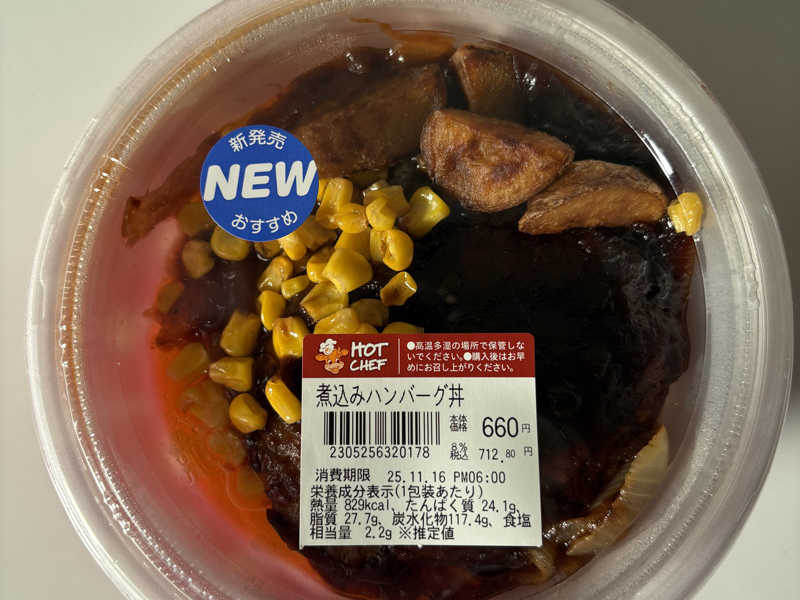 新発売
NEW
おすすめ
HOT
CHEF
●高温多湿の場所で保管しな
いでください。●購入後はお早
めにお召し上がりください。
煮込みハンバーグ丼
本体
価格 660円
2305256320178
8%
税込 712.80 円
消費期限 25.11.16 PM06:00
栄養成分表示(1包装あたり)
熱量 829kcal、たんぱく質 24.1g、
脂質 27.7g、炭水化物117.4g、食塩
相当量 2.2g ※推定値